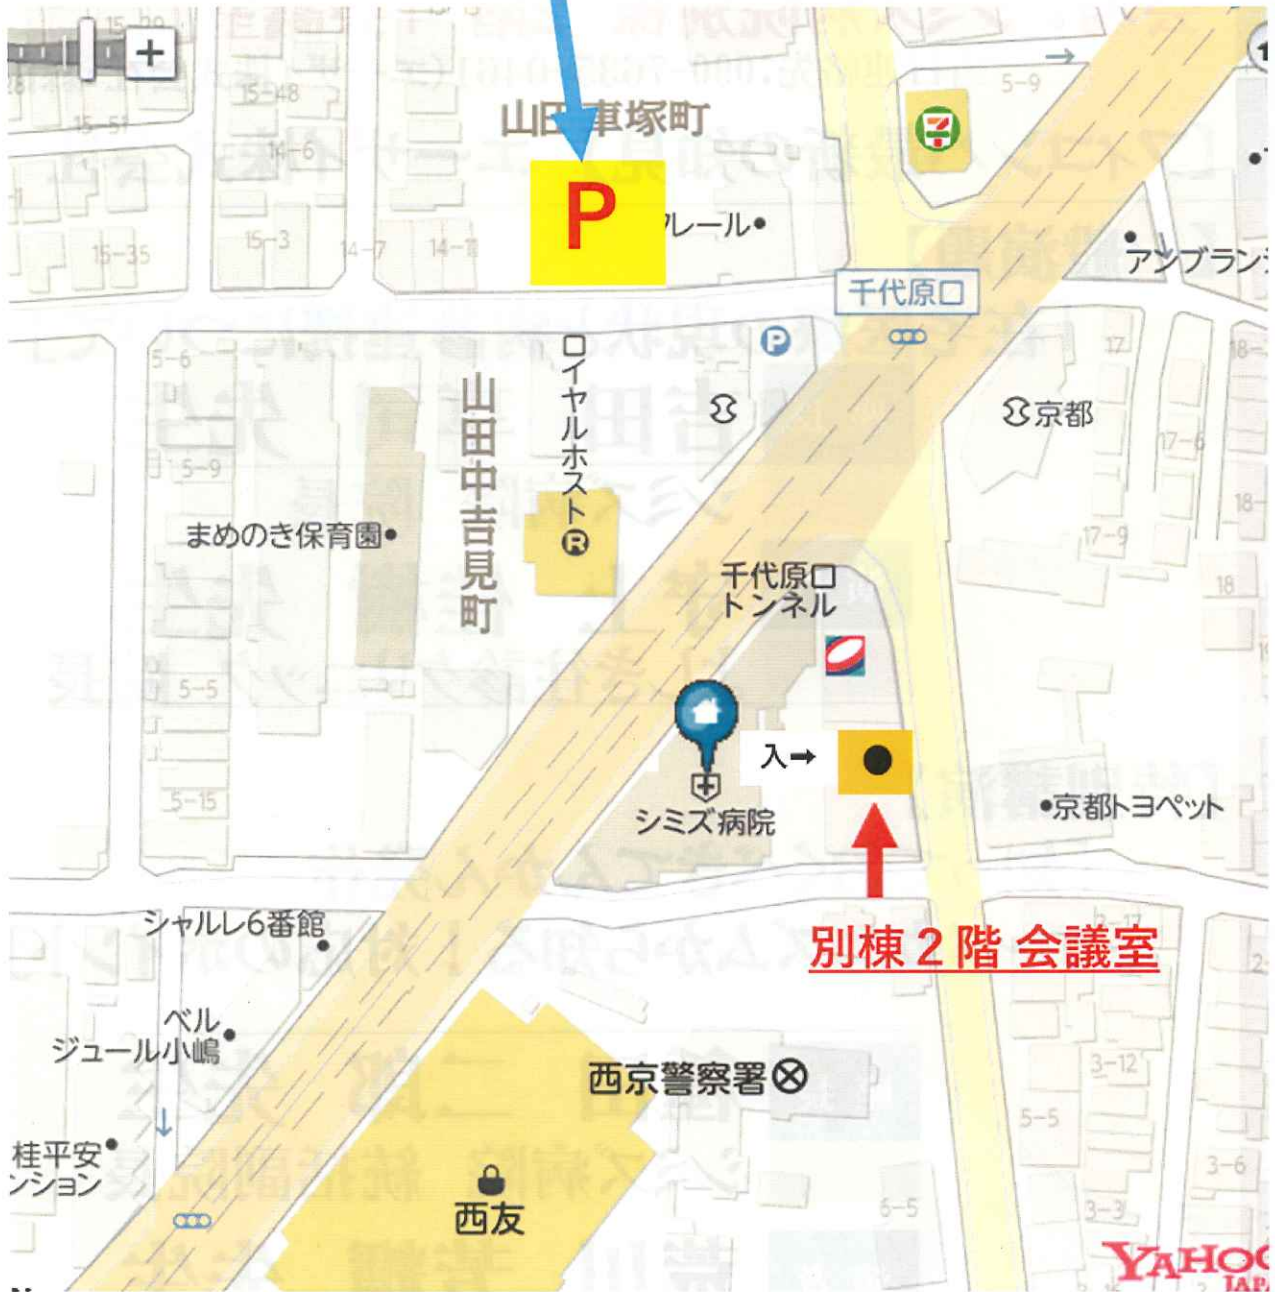 15-48
15-51
14-6
山田車塚町
5-9
P
クレール
15-3
14-7
14-11
15-35
アンブラン
千代原口
P
5-6
ロイヤルホスト
R
山田中吉見町
京都
17
18-
17-6
5-9
18-
まめのき保育園
17-9
千代原口
トンネル
18
5-5
入→
5-15
シミズ病院
京都トヨペット
シャルレ6番館
別棟2階 会議室
ベル
ジュール小嶋
西京警察署
3-12
5-5
桂平安
ンション
3-6
西友
6-5
3-3
YAHOO
JAPA